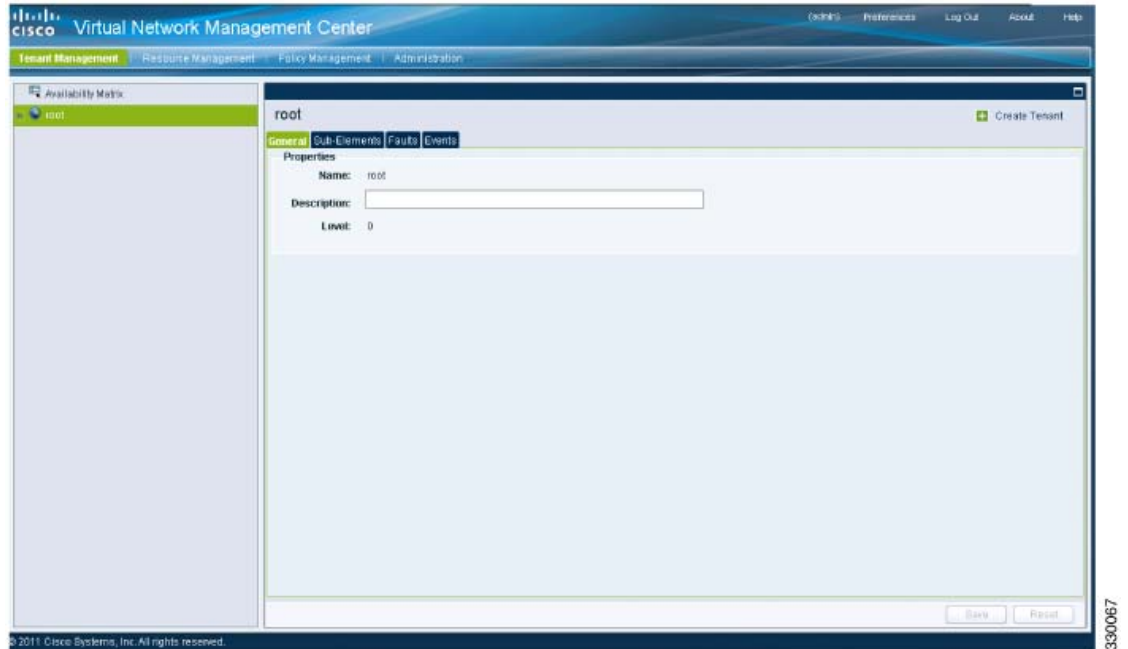 CISCO Virtual Network Management Center
(admin) Preferences Log Out About Help
Tenant Management | Resource Management | Policy Management | Administration
Availability Matrix
root
root
Create Tenant
General Sub-Elements Faults Events
Properties
Name: root
Description:
Level: 0
Save Reset
© 2011 Cisco Systems, Inc. All rights reserved.
330067